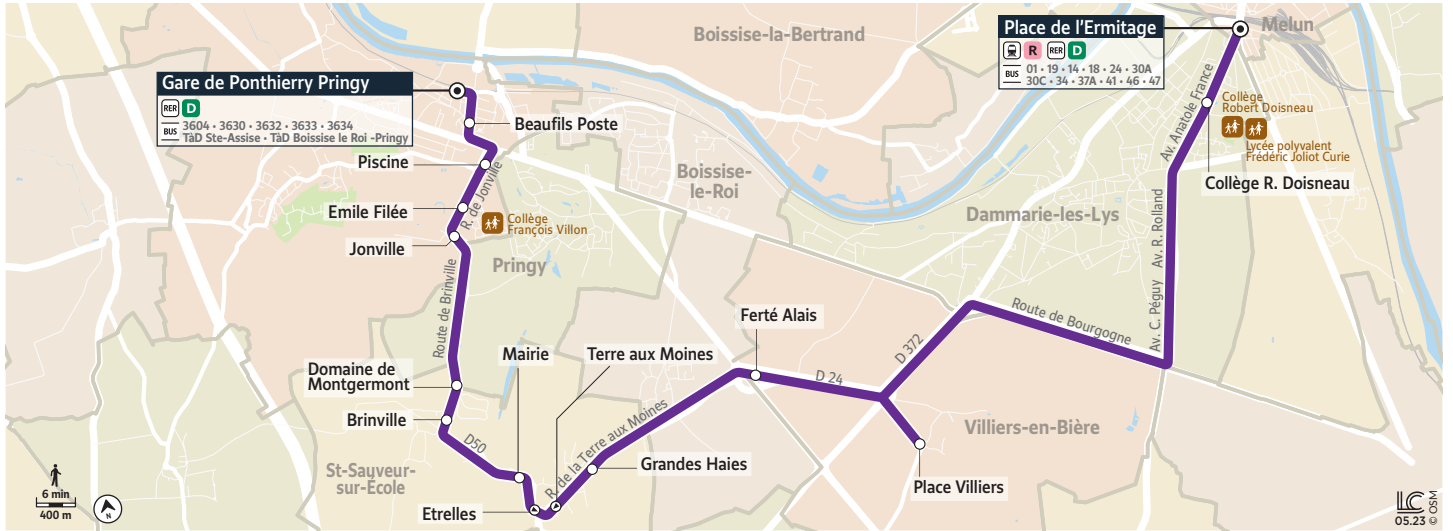 Gare de Ponthierry Pringy
RER D
BUS
3604 • 3630 • 3632 • 3633 • 3634
TàD Ste-Assise • TàD Boissise le Roi -Pringy
Boissise-la-Bertrand
Place de l'Ermitage
R RER D
BUS
01 • 19 • 14 • 18 • 24 • 30A
30C • 34 • 37A • 41 • 46 • 47
Melun
Beaufils Poste
Piscine
Emile Filée
Jonville
R. de Jonville
Collège
François Villon
Pringy
Boissise-
le-Roi
Av. Anatole France
Collège
Robert Doisneau
Lycée polyvalent
Frédéric Joliot Curie
Collège R. Doisneau
Dammarie-les-Lys
Av. R. Rolland
Av. C. Péguy
Route de Bourgogne
Route de Brinville
Domaine de
Montgermont
Brinville
D50
Mairie
Terre aux Moines
Ferté Alais
D 372
D 24
R. de la Terre aux Moines
Villiers-en-Bière
St-Sauveur-
sur-École
Etrelles
Grandes Haies
Place Villiers
6 min
400 m
N
LC
05.23 © OSM